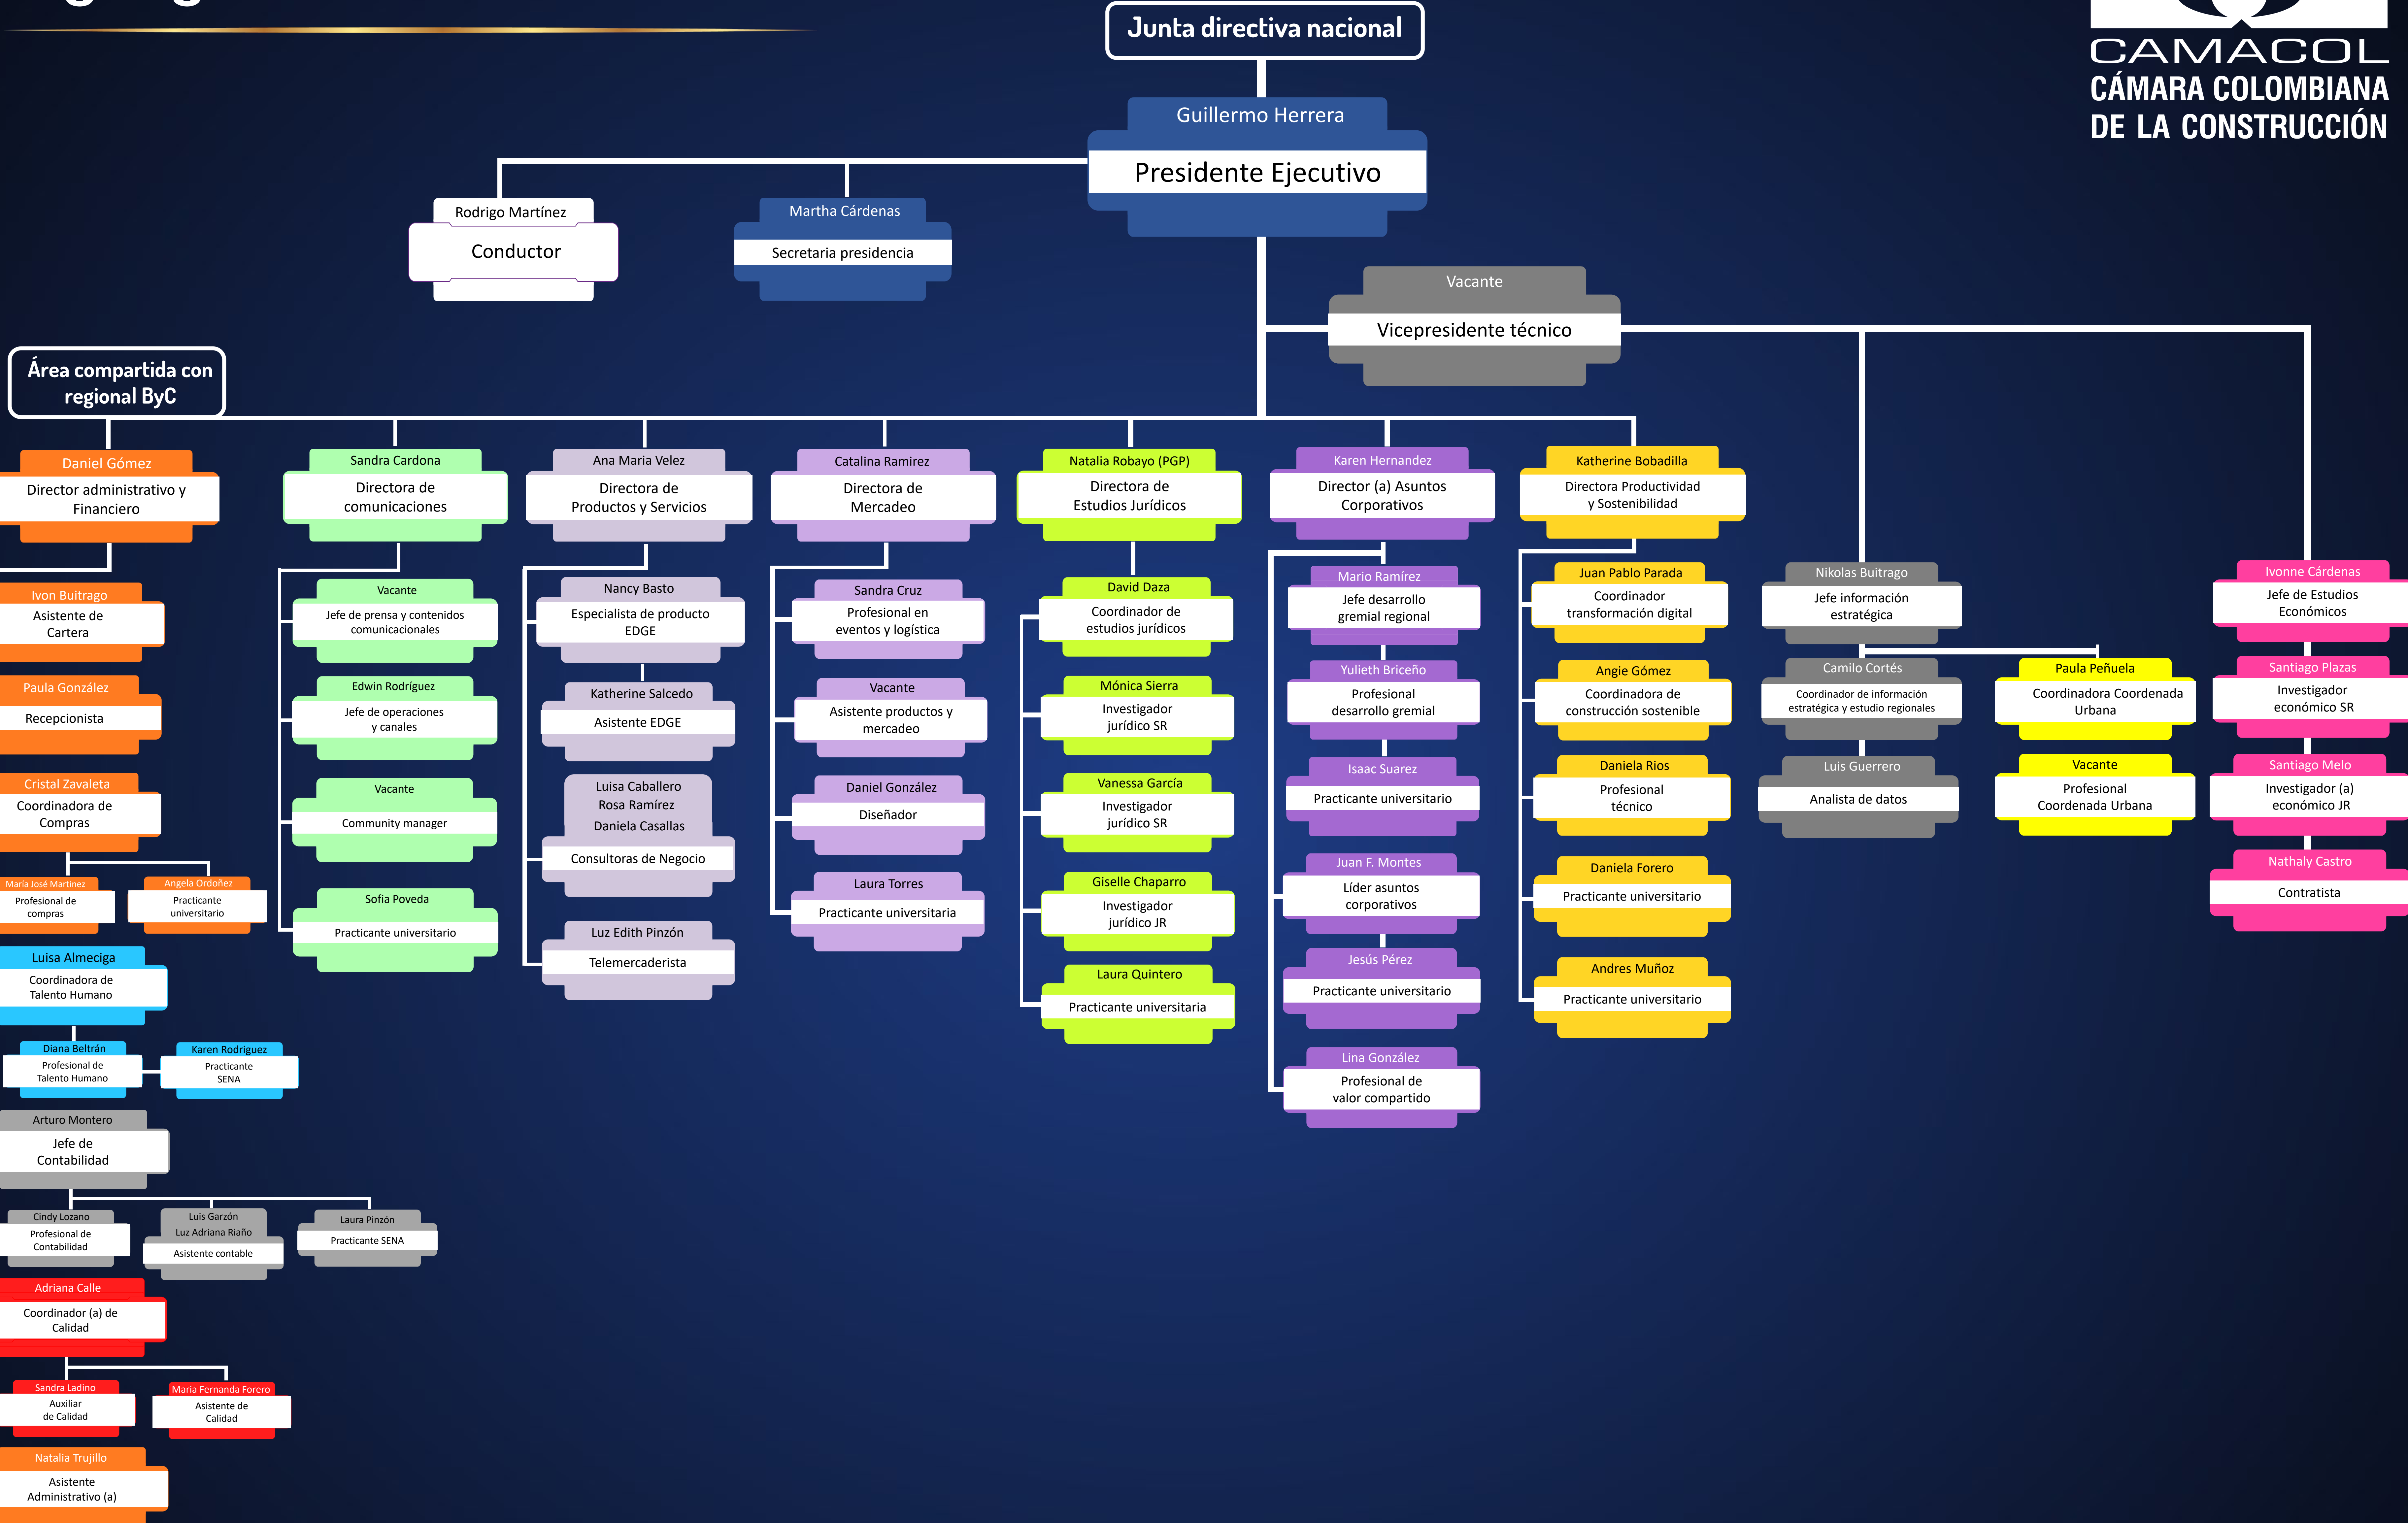 Junta directiva nacional
CAMACOL
CÁMARA COLOMBIANA
DE LA CONSTRUCCIÓN
Guillermo Herrera
Presidente Ejecutivo
Rodrigo Martínez
Conductor
Martha Cárdenas
Secretaria presidencia
Vacante
Vicepresidente técnico
Área compartida con
regional ByC
Daniel Gómez
Director administrativo y
Financiero
Ivon Buitrago
Asistente de
Cartera
Paula González
Recepcionista
Cristal Zavaleta
Coordinadora de
Compras
María José Martinez
Profesional de
compras
Angela Ordoñez
Practicante
universitario
Luisa Almeciga
Coordinadora de
Talento Humano
Diana Beltrán
Profesional de
Talento Humano
Karen Rodriguez
Practicante
SENA
Arturo Montero
Jefe de
Contabilidad
Cindy Lozano
Profesional de
Contabilidad
Luis Garzón
Luz Adriana Riaño
Asistente contable
Laura Pinzón
Practicante SENA
Adriana Calle
Coordinador (a) de
Calidad
Sandra Ladino
Auxiliar
de Calidad
Maria Fernanda Forero
Asistente de
Calidad
Natalia Trujillo
Asistente
Administrativo (a)
Sandra Cardona
Directora de
comunicaciones
Vacante
Jefe de prensa y contenidos
comunicacionales
Edwin Rodríguez
Jefe de operaciones
y canales
Vacante
Community manager
Sofia Poveda
Practicante universitario
Ana Maria Velez
Directora de
Productos y Servicios
Nancy Basto
Especialista de producto
EDGE
Katherine Salcedo
Asistente EDGE
Luisa Caballero
Rosa Ramírez
Daniela Casallas
Consultoras de Negocio
Luz Edith Pinzón
Telemercaderista
Catalina Ramirez
Directora de
Mercadeo
Sandra Cruz
Profesional en
eventos y logística
Vacante
Asistente productos y
mercadeo
Daniel González
Diseñador
Laura Torres
Practicante universitaria
Natalia Robayo (PGP)
Directora de
Estudios Jurídicos
David Daza
Coordinador de
estudios jurídicos
Mónica Sierra
Investigador
jurídico SR
Vanessa García
Investigador
jurídico SR
Giselle Chaparro
Investigador
jurídico JR
Laura Quintero
Practicante universitaria
Karen Hernandez
Director (a) Asuntos
Corporativos
Mario Ramírez
Jefe desarrollo
gremial regional
Yulieth Briceño
Profesional
desarrollo gremial
Isaac Suarez
Practicante universitario
Juan F. Montes
Líder asuntos
corporativos
Jesús Pérez
Practicante universitario
Lina González
Profesional de
valor compartido
Katherine Bobadilla
Directora Productividad
y Sostenibilidad
Juan Pablo Parada
Coordinador
transformación digital
Angie Gómez
Coordinadora de
construcción sostenible
Daniela Rios
Profesional
técnico
Daniela Forero
Practicante universitario
Andres Muñoz
Practicante universitario
Nikolas Buitrago
Jefe información
estratégica
Camilo Cortés
Coordinador de información
estratégica y estudio regionales
Luis Guerrero
Analista de datos
Paula Peñuela
Coordinadora Coordenada
Urbana
Vacante
Profesional
Coordenada Urbana
Ivonne Cárdenas
Jefe de Estudios
Económicos
Santiago Plazas
Investigador
económico SR
Santiago Melo
Investigador (a)
económico JR
Nathaly Castro
Contratista